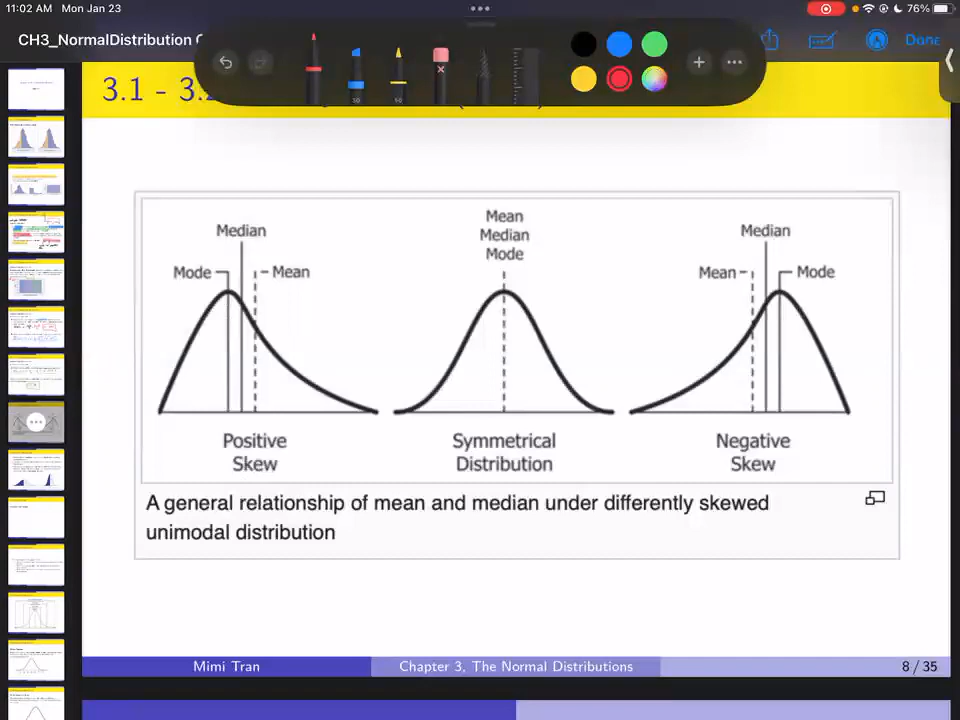 11:02 AM Mon Jan 23
76%
CH3_NormalDistribution
Done
50
50
3.1 - 3.
Median
Mode
Mean
Mean
Median
Mode
Median
Mean
Mode
Positive
Skew
Symmetrical
Distribution
Negative
Skew
A general relationship of mean and median under differently skewed
unimodal distribution
Mimi Tran
Chapter 3, The Normal Distributions
8 / 35